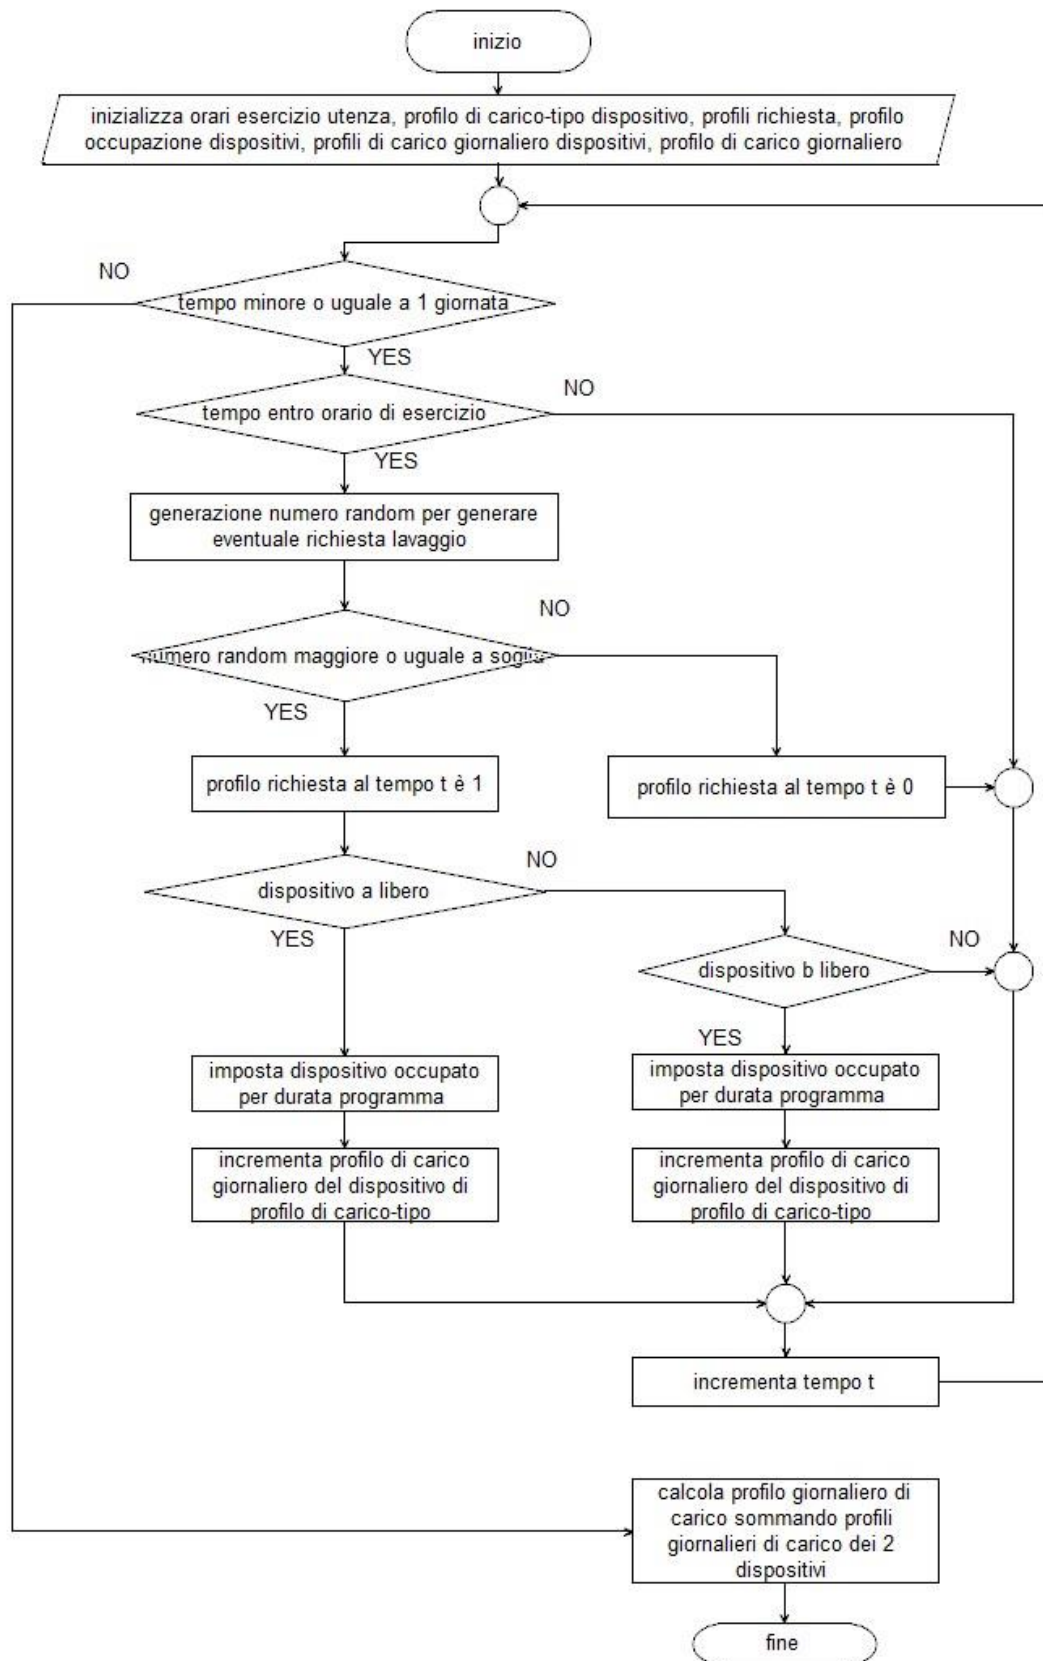 inizio
inizializza orari esercizio utenza, profilo di carico-tipo dispositivo, profili richiesta, profilo
occupazione dispositivi, profili di carico giornaliero dispositivi, profilo di carico giornaliero
NO
tempo minore o uguale a 1 giornata
YES
NO
tempo entro orario di esercizio
YES
generazione numero random per generare
eventuale richiesta lavaggio
NO
numero random maggiore o uguale a soglia
YES
profilo richiesta al tempo t è 1
profilo richiesta al tempo t è 0
NO
dispositivo a libero
YES
NO
dispositivo b libero
YES
imposta dispositivo occupato
per durata programma
imposta dispositivo occupato
per durata programma
incrementa profilo di carico
giornaliero del dispositivo di
profilo di carico-tipo
incrementa profilo di carico
giornaliero del dispositivo di
profilo di carico-tipo
incrementa tempo t
calcola profilo giornaliero di
carico sommando profili
giornalieri di carico dei 2
dispositivi
fine